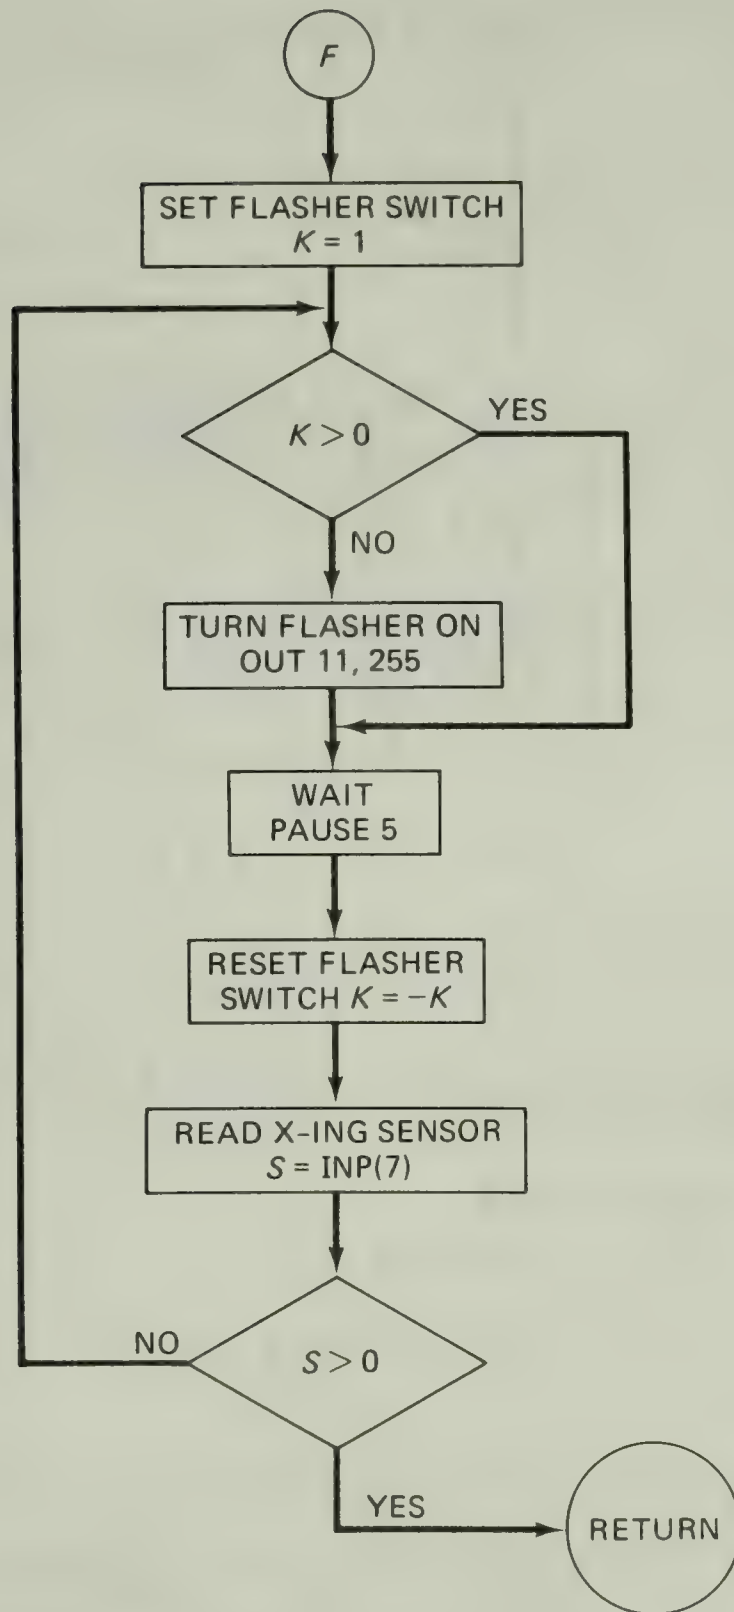 F
SET FLASHER SWITCH
K = 1
K > 0
YES
NO
TURN FLASHER ON
OUT 11, 255
WAIT
PAUSE 5
RESET FLASHER
SWITCH K = –K
READ X-ING SENSOR
S = INP(7)
NO
S > 0
YES
RETURN